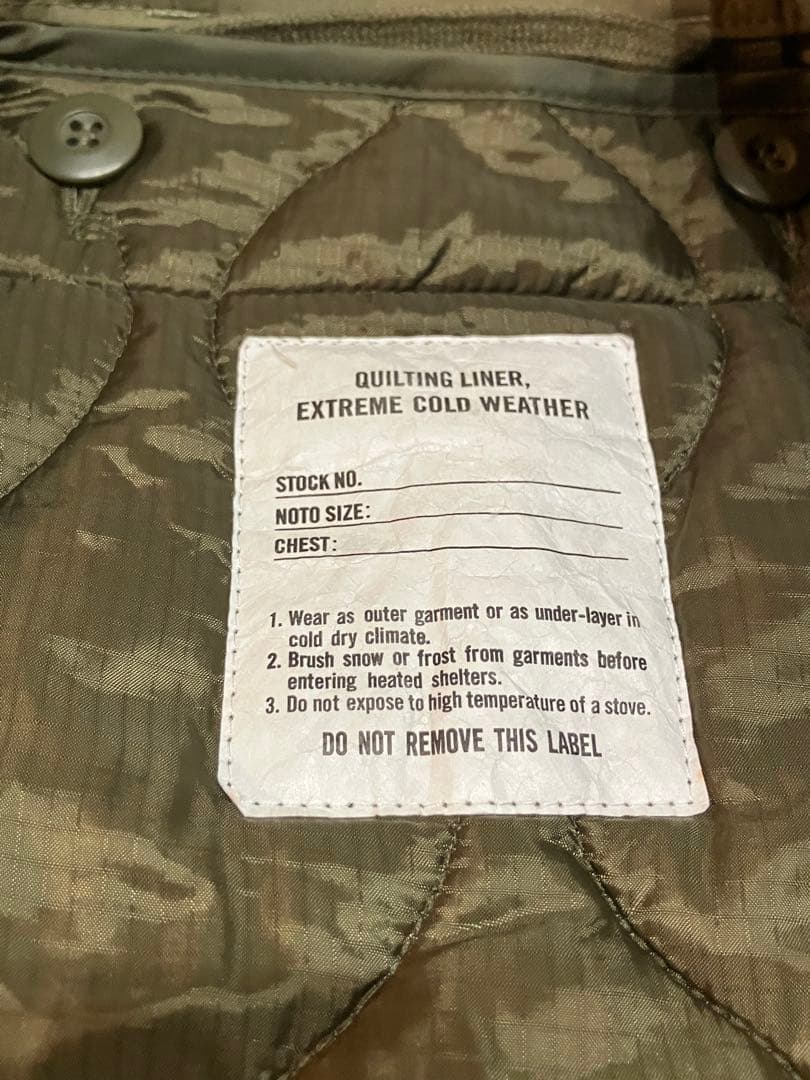 QUILTING LINER,
EXTREME COLD WEATHER
STOCK NO.
NOTO SIZE:
CHEST:
1. Wear as outer garment or as under-layer in
cold dry climate.
2. Brush snow or frost from garments before
entering heated shelters.
3. Do not expose to high temperature of a stove.
DO NOT REMOVE THIS LABEL